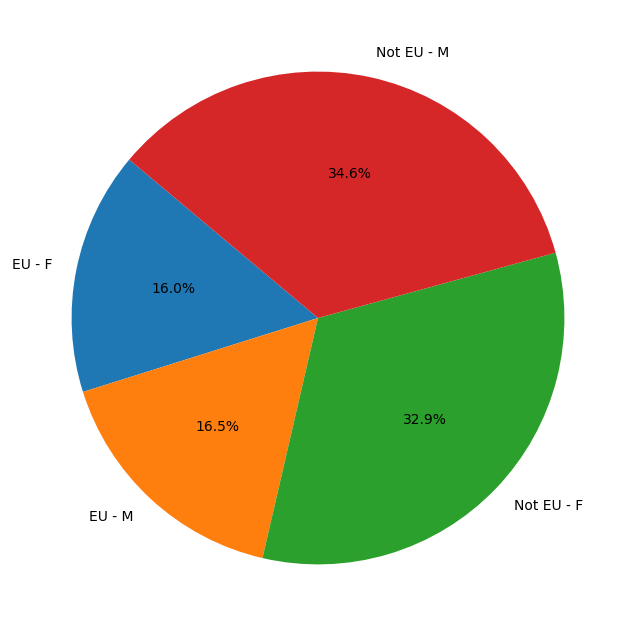 Not EU - M
34.6%
EU - F
16.0%
32.9%
16.5%
Not EU - F
EU - M